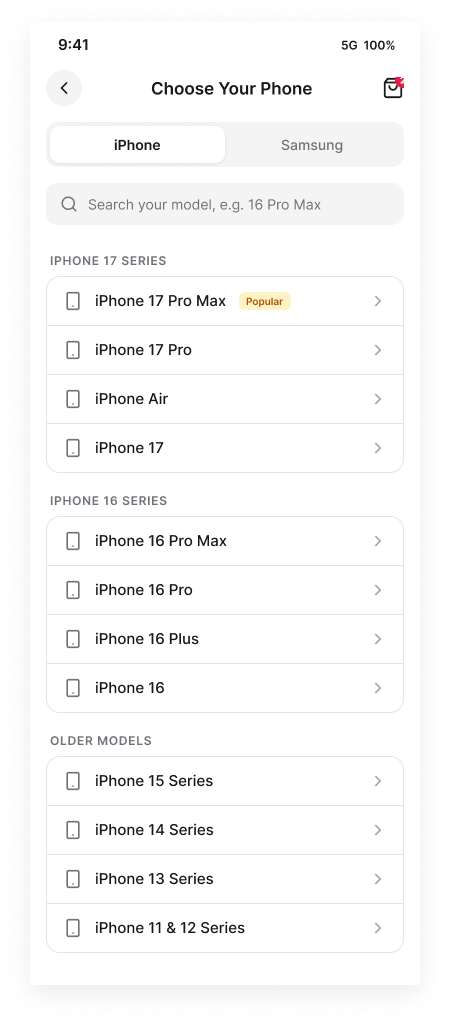 9:41
5G 100%
Choose Your Phone
iPhone
Samsung
Search your model, e.g. 16 Pro Max
IPHONE 17 SERIES
iPhone 17 Pro Max
Popular
iPhone 17 Pro
iPhone Air
iPhone 17
IPHONE 16 SERIES
iPhone 16 Pro Max
iPhone 16 Pro
iPhone 16 Plus
iPhone 16
OLDER MODELS
iPhone 15 Series
iPhone 14 Series
iPhone 13 Series
iPhone 11 & 12 Series